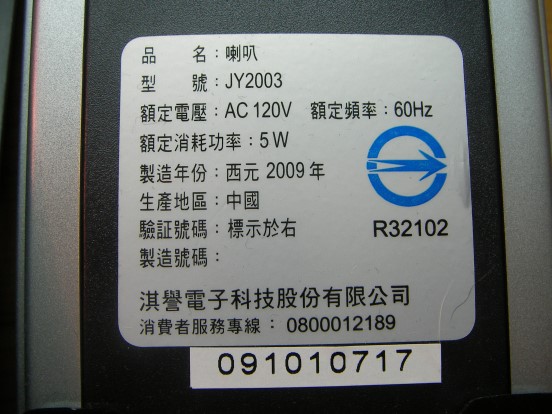 品　　名：喇叭
型　　號：JY2003
額定電壓：AC 120V　額定頻率：60Hz
額定消耗功率：5W
製造年份：西元 2009 年
生產地區：中國
驗証號碼：標示於右
R32102
製造號碼：
淇譽電子科技股份有限公司
消費者服務專線：0800012189
091010717